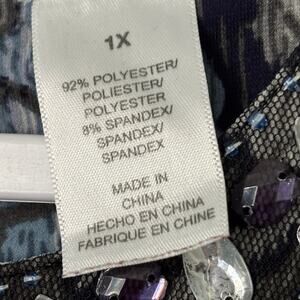 1X
92% POLYESTER/
POLIESTER/
POLYESTER
8% SPANDEX/
SPANDEX/
SPANDEX
MADE IN
CHINA
HECHO EN CHINA
FABRIQUE EN CHINE